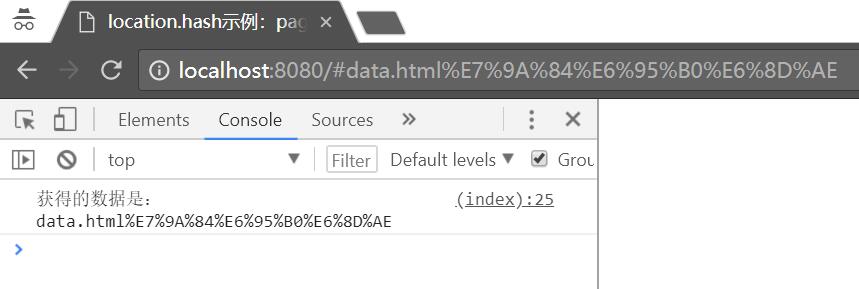 location.hash示例：pag
localhost:8080/#data.html%E7%9A%84%E6%95%B0%E6%8D%AE
Elements Console Sources
top Filter Default levels Grou
获得的数据是： (index):25
data.html%E7%9A%84%E6%95%B0%E6%8D%AE